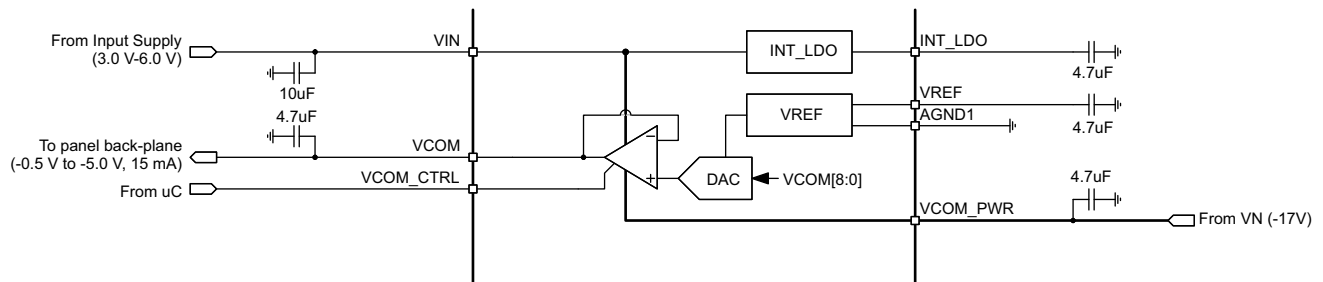 From Input Supply
(3.0 V-6.0 V)
VIN
10uF
4.7uF
To panel back-plane
(-0.5 V to -5.0 V, 15 mA)
VCOM
VCOM_CTRL
From uC
INT_LDO
VREF
−
+
DAC
VCOM[8:0]
INT_LDO
4.7uF
VREF
AGND1
4.7uF
4.7uF
VCOM_PWR
From VN (-17V)